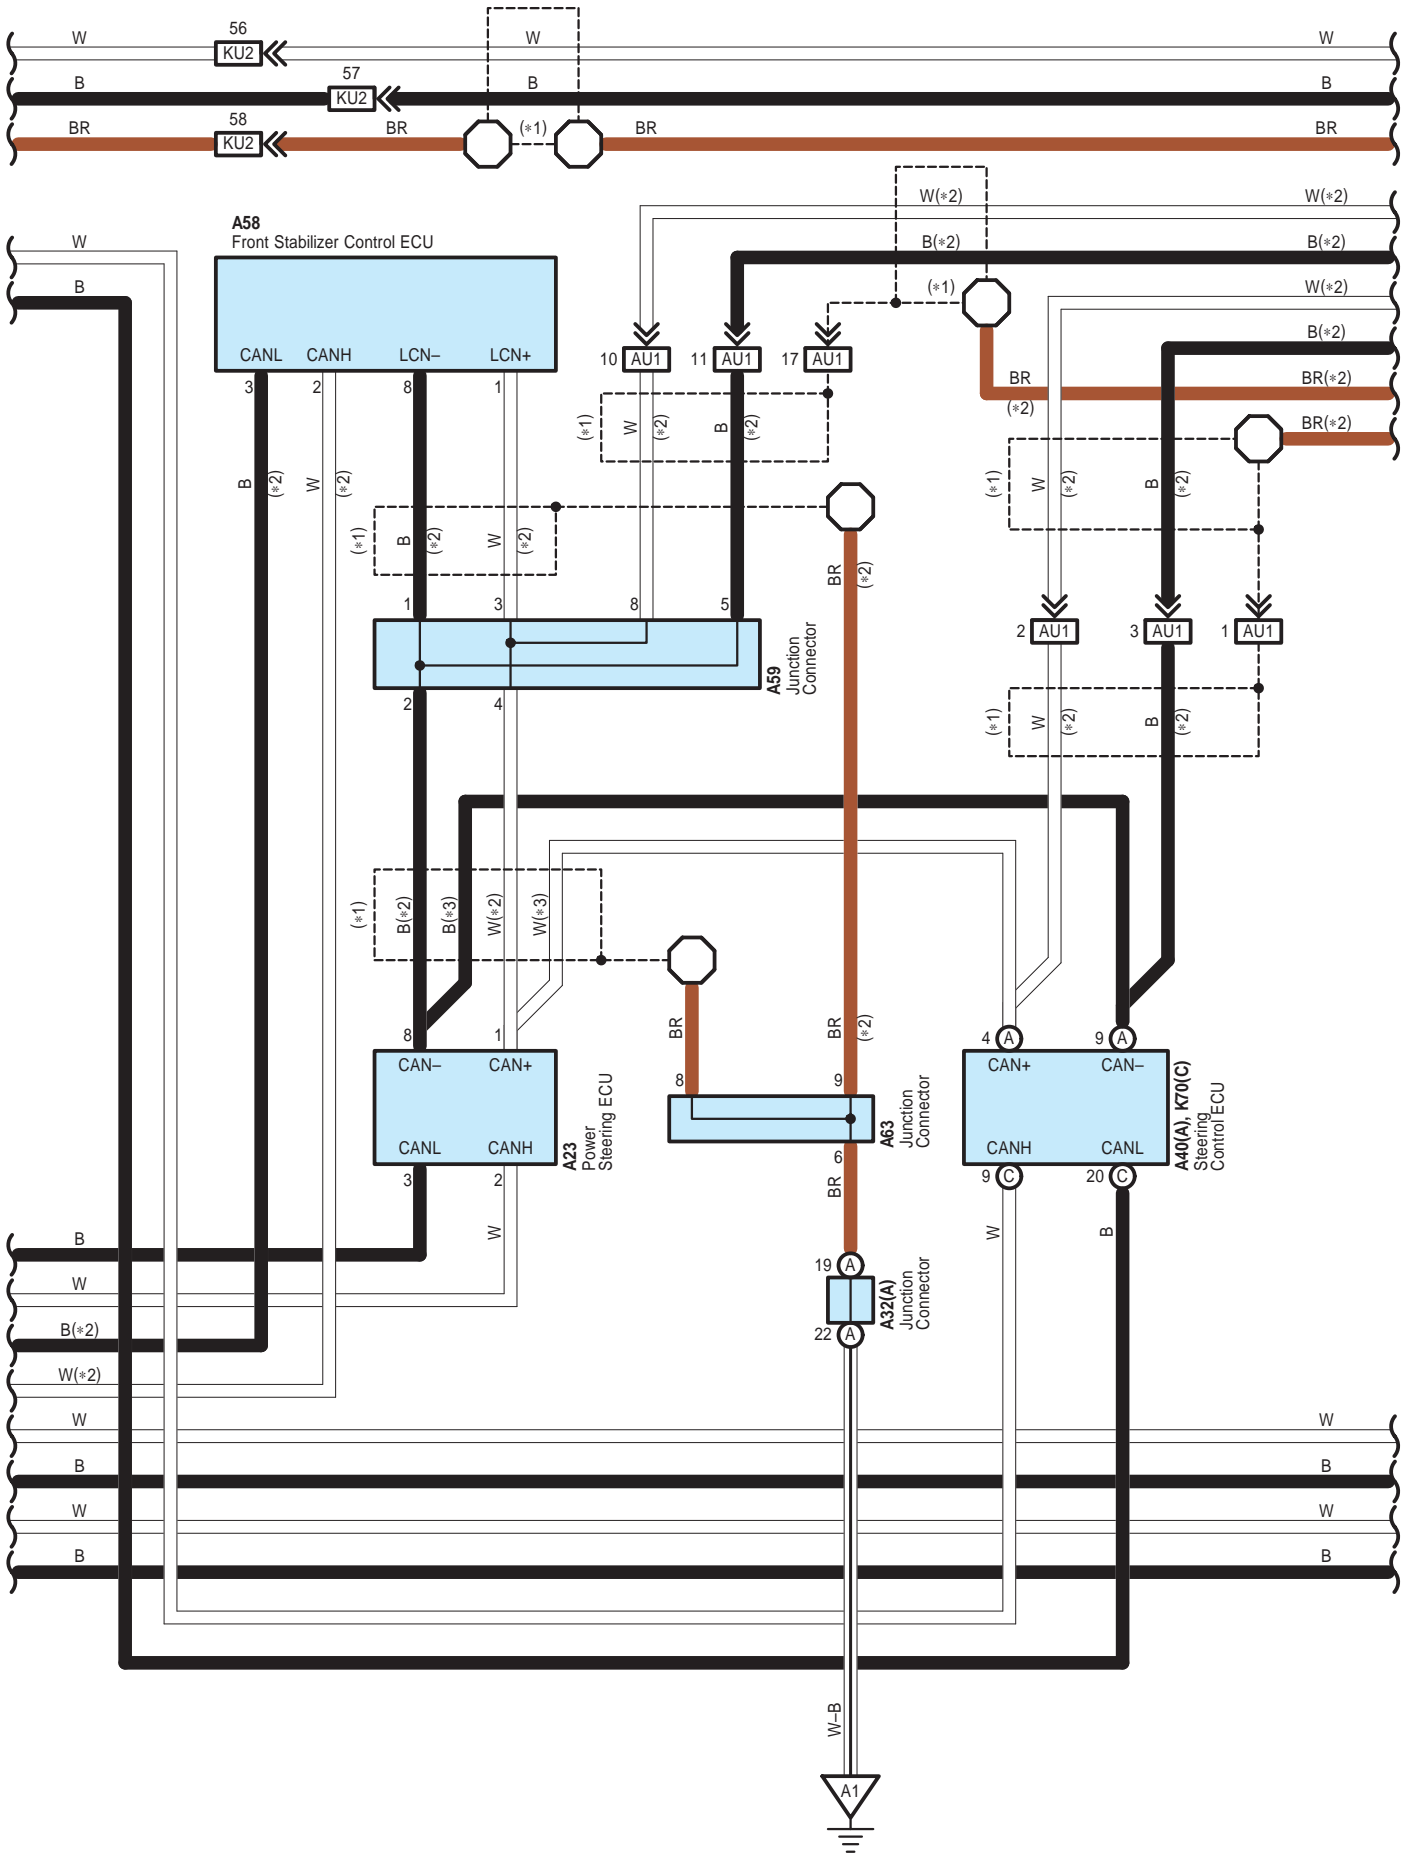 56
W KU2 W W
57
B KU2 B B
58
BR KU2 BR (*1) BR BR
W(*2) W(*2)
A58
Front Stabilizer Control ECU
W B(*2) B(*2)
B (*1) W(*2)
B(*2)
CANL CANH LCN– LCN+ 10 AU1 11 AU1 17 AU1
3 2 8 1 BR BR(*2)
(*2)
(*1) W (*2) B (*2) BR(*2)
B (*2) W (*2) (*1) W (*2) B (*2)
(*1) B (*2) W (*2) BR (*2)
1 3 8 5
2 AU1 3 AU1 1 AU1
A59
Junction
Connector
2 4
(*1) W (*2) B (*2)
(*1) B(*2) B(*3) W(*2) W(*3)
BR BR (*2)
8 1 4 A 9 A
CAN– CAN+ 8 9 CAN+ CAN–
A23
Power
Steering ECU
A63
Junction
Connector
A40(A), K70(C)
Steering
Control ECU
CANL CANH CANH CANL
3 2 6 9 C 20 C
BR
W W B
B
19 A
W
A32(A)
Junction
Connector
B(*2) 22 A
W(*2)
W W
B B
W W
B B
W–B
A1